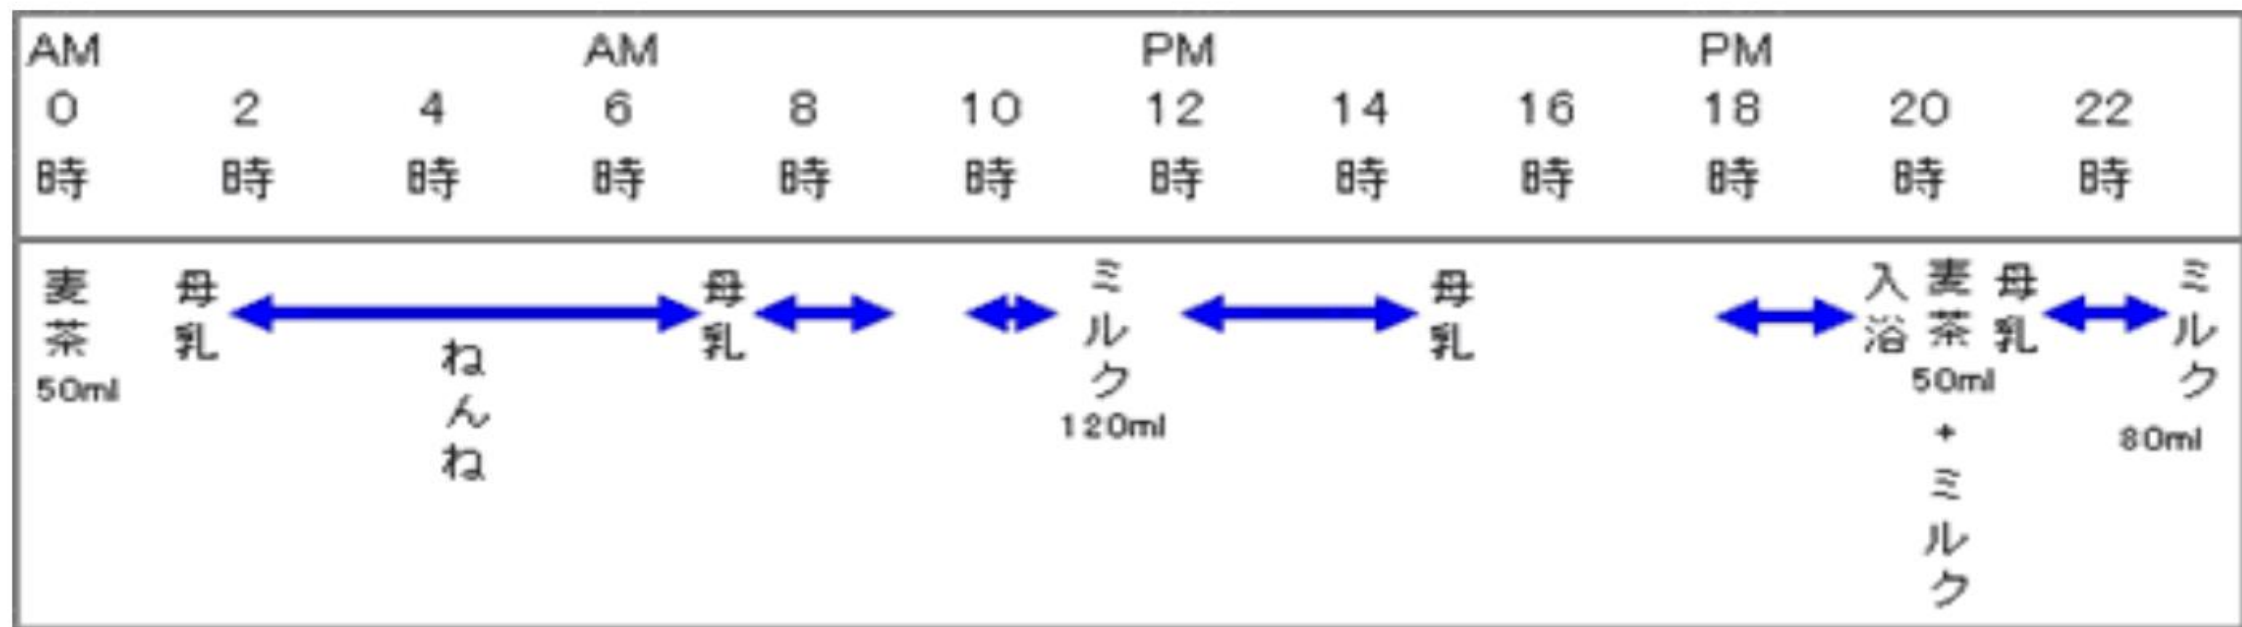 AM AM PM PM
0 2 4 6 8 10 12 14 16 18 20 22
時 時 時 時 時 時 時 時 時 時 時 時
麦茶
50ml
母乳
ねんね
母乳
ミルク
120ml
母乳
入浴
麦茶
50ml
+
ミルク
母乳
ミルク
80ml